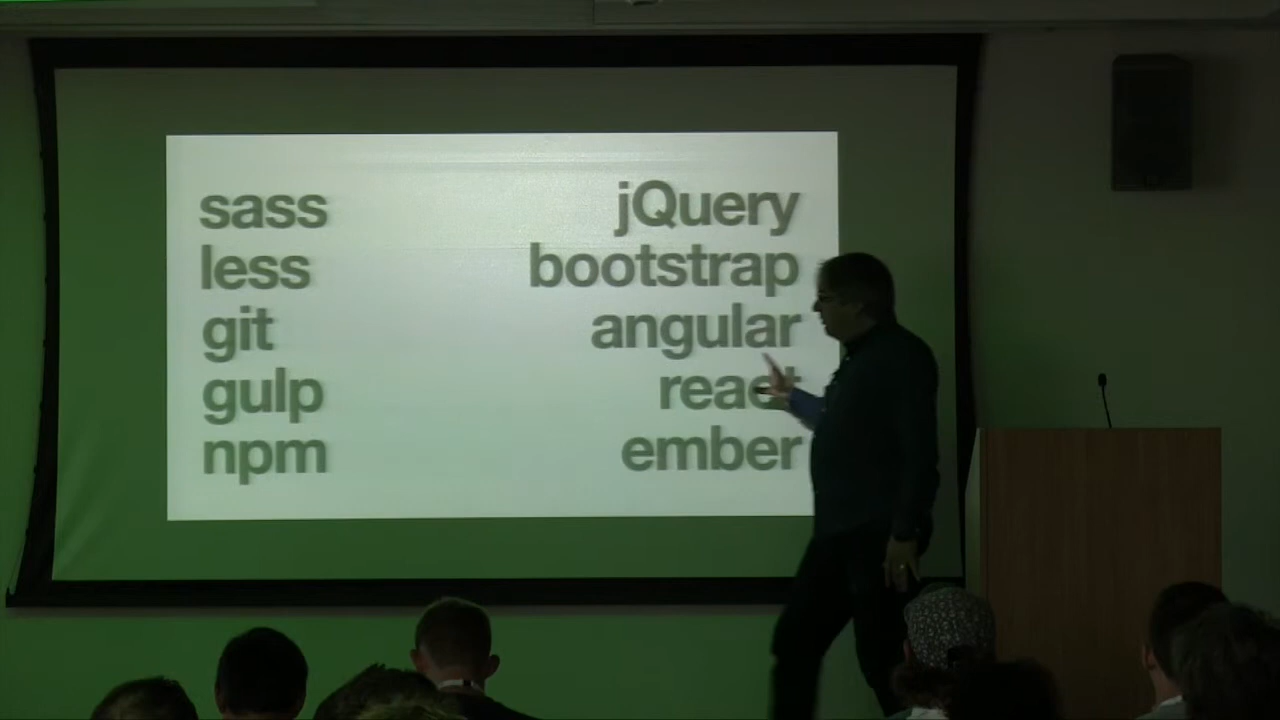 sass
less
git
gulp
npm
jQuery
bootstrap
angular
react
ember